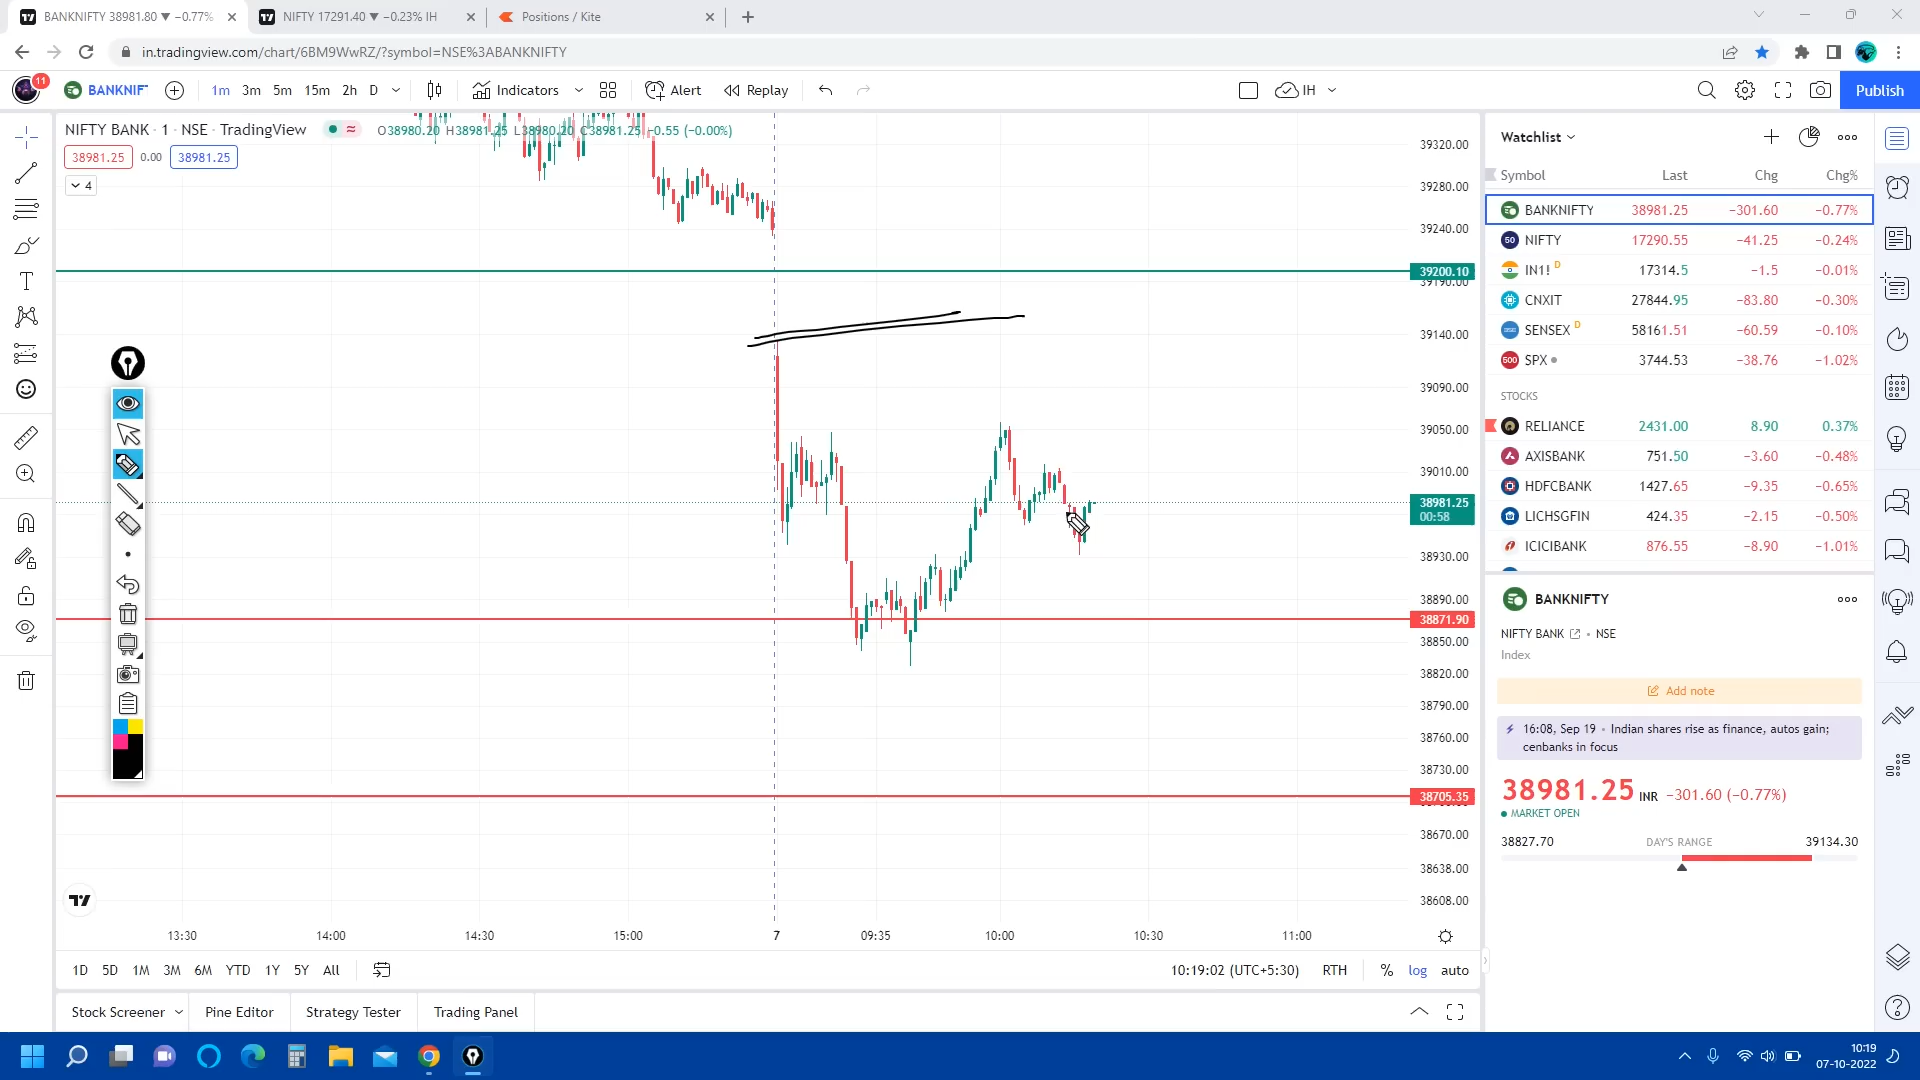 BANKNIFTY 38981.80 ▼ −0.77%
NIFTY 17291.40 ▼ −0.23% IH
Positions / Kite
in.tradingview.com/chart/6BM9WwRZ/?symbol=NSE%3ABANKNIFTY
11
BANKNIF
1m 3m 5m 15m 2h D
Indicators
Alert
Replay
IH
Publish
NIFTY BANK · 1 · NSE · TradingView
O38980.20 H38981.25 L38980.20 C38981.25 −0.55 (−0.00%)
38981.25 0.00 38981.25
4
39320.00
39280.00
39240.00
39200.10
39190.00
39140.00
39090.00
39050.00
39010.00
38981.25
00:58
38930.00
38890.00
38871.90
38850.00
38820.00
38790.00
38760.00
38730.00
38705.35
38670.00
38638.00
38608.00
13:30 14:00 14:30 15:00 7 09:35 10:00 10:30 11:00
1D 5D 1M 3M 6M YTD 1Y 5Y All
10:19:02 (UTC+5:30) RTH % log auto
Stock Screener Pine Editor Strategy Tester Trading Panel
Watchlist
Symbol Last Chg Chg%
BANKNIFTY 38981.25 −301.60 −0.77%
50 NIFTY 17290.55 −41.25 −0.24%
IN1! D 17314.5 −1.5 −0.01%
CNXIT 27844.95 −83.80 −0.30%
SENSEX D 58161.51 −60.59 −0.10%
500 SPX 3744.53 −38.76 −1.02%
STOCKS
RELIANCE 2431.00 8.90 0.37%
AXISBANK 751.50 −3.60 −0.48%
HDFCBANK 1427.65 −9.35 −0.65%
LICHSGFIN 424.35 −2.15 −0.50%
ICICIBANK 876.55 −8.90 −1.01%
BANKNIFTY
NIFTY BANK • NSE
Index
Add note
16:08, Sep 19 • Indian shares rise as finance, autos gain;
cenbanks in focus
38981.25 INR −301.60 (−0.77%)
MARKET OPEN
38827.70 DAY'S RANGE 39134.30
10:19
07-10-2022